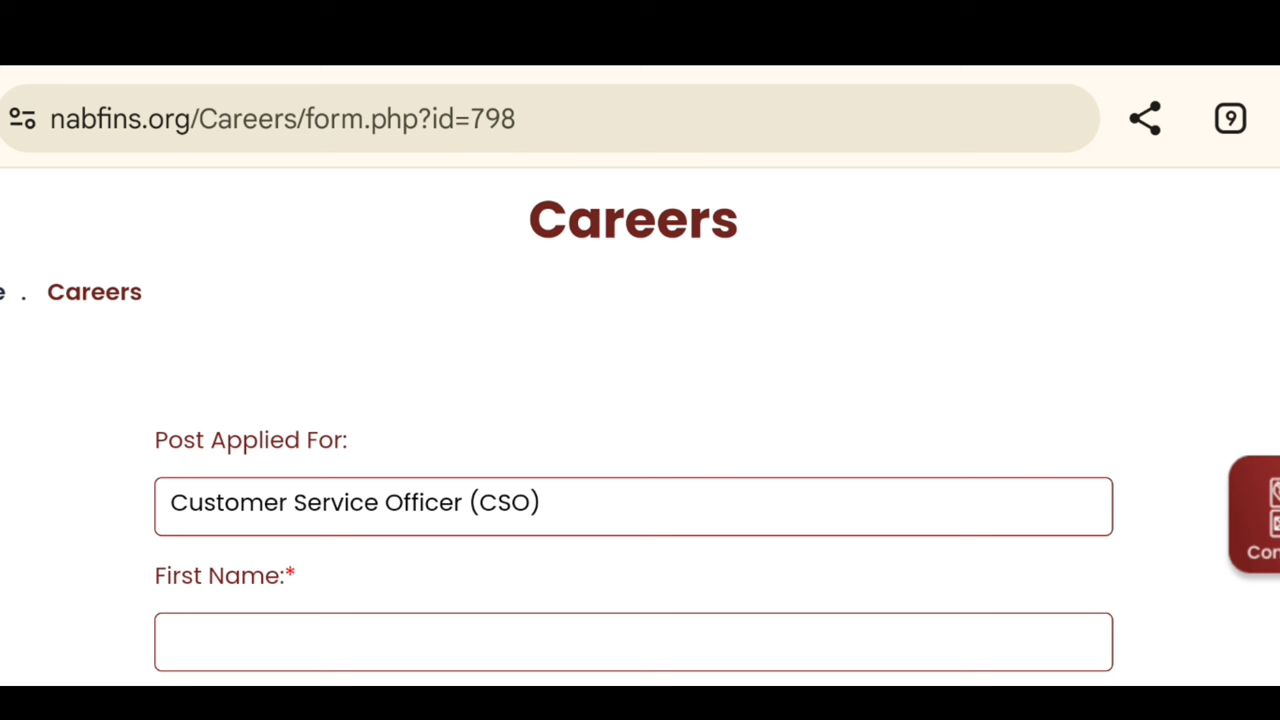 nabfins.org/Careers/form.php?id=798
9
Careers
e . Careers
Post Applied For:
Customer Service Officer (CSO)
First Name:*
Con